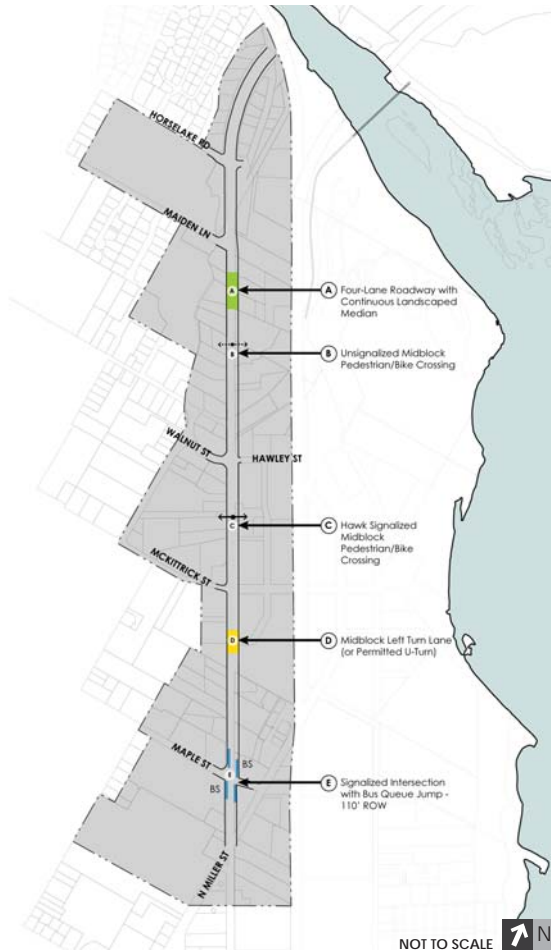 HORSELAKE RD
MAIDEN LN
A
A Four-Lane Roadway with
Continuous Landscaped
Median
B
B Unsignalized Midblock
Pedestrian/Bike Crossing
WALNUT ST
HAWLEY ST
C
C Hawk Signalized
Midblock
Pedestrian/Bike
Crossing
MCKITTRICK ST
D
D Midblock Left Turn Lane
(or Permitted U-Turn)
MAPLE ST
BS
E
BS
E Signalized Intersection
with Bus Queue Jump -
110' ROW
N MILLER ST
NOT TO SCALE
N